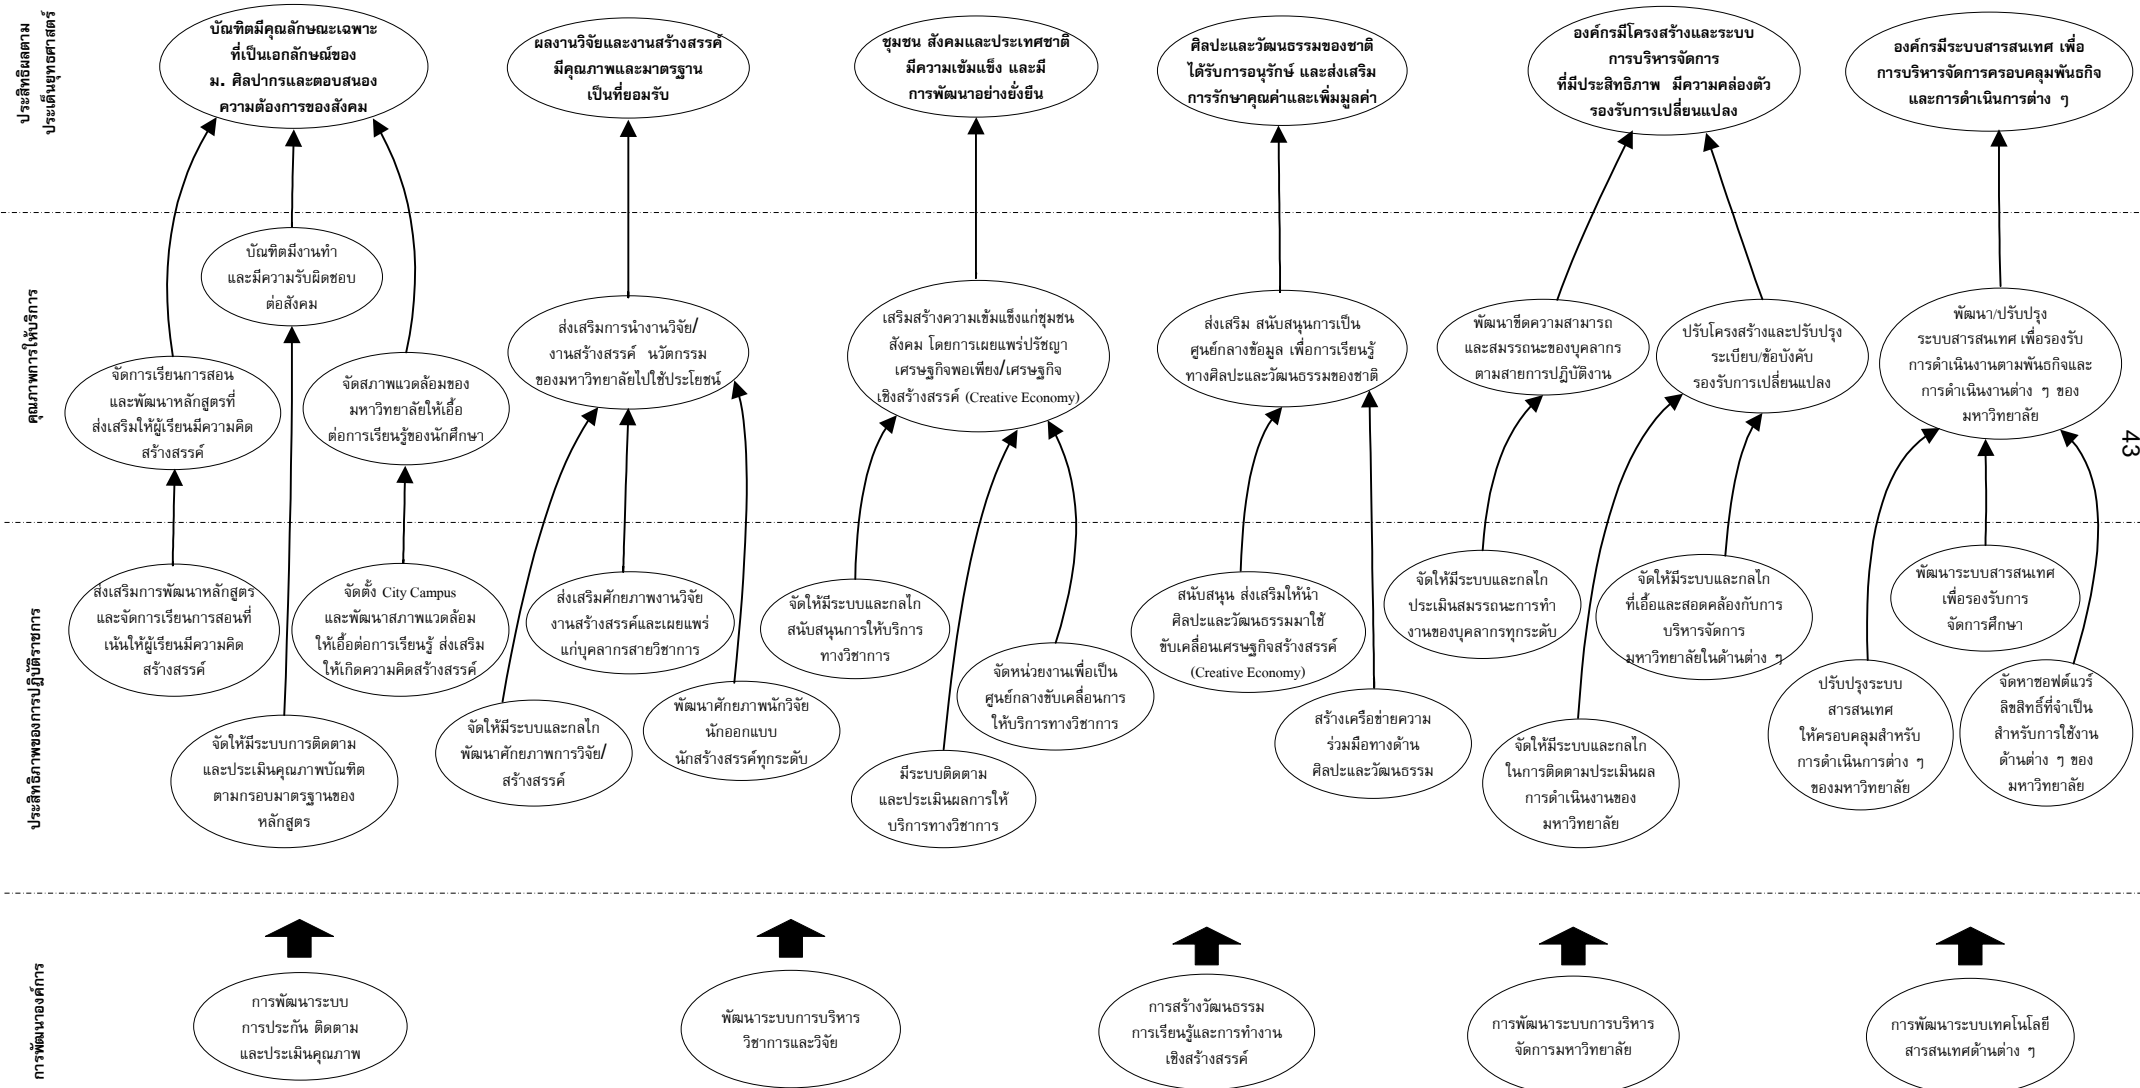 ประสิทธิผลตาม
ประเด็นยุทธศาสตร์
บัณฑิตมีคุณลักษณะเฉพาะ
ที่เป็นเอกลักษณ์ของ
ม. ศิลปากรและตอบสนอง
ความต้องการของสังคม
ผลงานวิจัยและงานสร้างสรรค์
มีคุณภาพและมาตรฐาน
เป็นที่ยอมรับ
ชุมชน สังคมและประเทศชาติ
มีความเข้มแข็ง และมี
การพัฒนาอย่างยั่งยืน
ศิลปะและวัฒนธรรมของชาติ
ได้รับการอนุรักษ์ และส่งเสริม
การรักษาคุณค่าและเพิ่มมูลค่า
องค์กรมีโครงสร้างและระบบ
การบริหารจัดการ
ที่มีประสิทธิภาพ มีความคล่องตัว
รองรับการเปลี่ยนแปลง
องค์กรมีระบบสารสนเทศ เพื่อ
การบริหารจัดการครอบคลุมพันธกิจ
และการดำเนินการต่าง ๆ
คุณภาพการให้บริการ
บัณฑิตมีงานทำ
และมีความรับผิดชอบ
ต่อสังคม
จัดการเรียนการสอน
และพัฒนาหลักสูตรที่
ส่งเสริมให้ผู้เรียนมีความคิด
สร้างสรรค์
จัดสภาพแวดล้อมของ
มหาวิทยาลัยให้เอื้อ
ต่อการเรียนรู้ของนักศึกษา
ส่งเสริมการนำงานวิจัย/
งานสร้างสรรค์ นวัตกรรม
ของมหาวิทยาลัยไปใช้ประโยชน์
เสริมสร้างความเข้มแข็งแก่ชุมชน
สังคม โดยการเผยแพร่ปรัชญา
เศรษฐกิจพอเพียง/เศรษฐกิจ
เชิงสร้างสรรค์ (Creative Economy)
ส่งเสริม สนับสนุนการเป็น
ศูนย์กลางข้อมูล เพื่อการเรียนรู้
ทางศิลปะและวัฒนธรรมของชาติ
พัฒนาขีดความสามารถ
และสมรรถนะของบุคลากร
ตามสายการปฏิบัติงาน
ปรับโครงสร้างและปรับปรุง
ระเบียบ/ข้อบังคับ
รองรับการเปลี่ยนแปลง
พัฒนา/ปรับปรุง
ระบบสารสนเทศ เพื่อรองรับ
การดำเนินงานตามพันธกิจและ
การดำเนินงานต่าง ๆ ของ
มหาวิทยาลัย
43
ประสิทธิภาพของการปฏิบัติราชการ
ส่งเสริมการพัฒนาหลักสูตร
และจัดการเรียนการสอนที่
เน้นให้ผู้เรียนมีความคิด
สร้างสรรค์
จัดให้มีระบบการติดตาม
และประเมินคุณภาพบัณฑิต
ตามกรอบมาตรฐานของ
หลักสูตร
จัดตั้ง City Campus
และพัฒนาสภาพแวดล้อม
ให้เอื้อต่อการเรียนรู้ ส่งเสริม
ให้เกิดความคิดสร้างสรรค์
จัดให้มีระบบและกลไก
พัฒนาศักยภาพการวิจัย/
สร้างสรรค์
ส่งเสริมศักยภาพงานวิจัย
งานสร้างสรรค์และเผยแพร่
แก่บุคลากรสายวิชาการ
พัฒนาศักยภาพนักวิจัย
นักออกแบบ
นักสร้างสรรค์ทุกระดับ
จัดให้มีระบบและกลไก
สนับสนุนการให้บริการ
ทางวิชาการ
มีระบบติดตาม
และประเมินผลการให้
บริการทางวิชาการ
จัดหน่วยงานเพื่อเป็น
ศูนย์กลางขับเคลื่อนการ
ให้บริการทางวิชาการ
สนับสนุน ส่งเสริมให้นำ
ศิลปะและวัฒนธรรมมาใช้
ขับเคลื่อนเศรษฐกิจสร้างสรรค์
(Creative Economy)
สร้างเครือข่ายความ
ร่วมมือทางด้าน
ศิลปะและวัฒนธรรม
จัดให้มีระบบและกลไก
ประเมินสมรรถนะการทำ
งานของบุคลากรทุกระดับ
จัดให้มีระบบและกลไก
ในการติดตามประเมินผล
การดำเนินงานของ
มหาวิทยาลัย
จัดให้มีระบบและกลไก
ที่เอื้อและสอดคล้องกับการ
บริหารจัดการ
มหาวิทยาลัยในด้านต่าง ๆ
ปรับปรุงระบบ
สารสนเทศ
ให้ครอบคลุมสำหรับ
การดำเนินการต่าง ๆ
ของมหาวิทยาลัย
พัฒนาระบบสารสนเทศ
เพื่อรองรับการ
จัดการศึกษา
จัดหาซอฟต์แวร์
ลิขสิทธิ์ที่จำเป็น
สำหรับการใช้งาน
ด้านต่าง ๆ ของ
มหาวิทยาลัย
การพัฒนาองค์การ
การพัฒนาระบบ
การประกัน ติดตาม
และประเมินคุณภาพ
พัฒนาระบบการบริหาร
วิชาการและวิจัย
การสร้างวัฒนธรรม
การเรียนรู้และการทำงาน
เชิงสร้างสรรค์
การพัฒนาระบบการบริหาร
จัดการมหาวิทยาลัย
การพัฒนาระบบเทคโนโลยี
สารสนเทศด้านต่าง ๆ